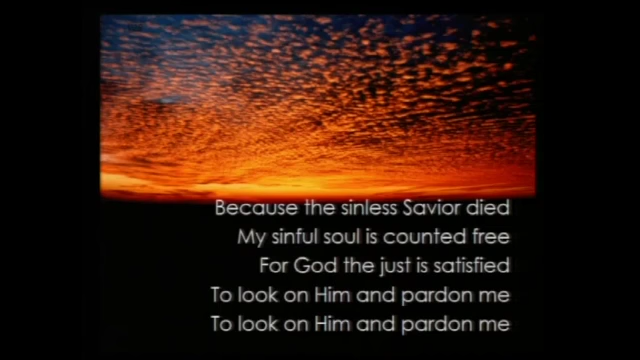 Because the sinless Savior died
My sinful soul is counted free
For God the just is satisfied
To look on Him and pardon me
To look on Him and pardon me